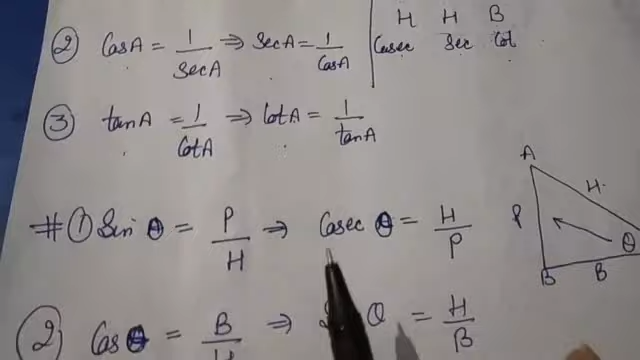 H H B
② CosA = 1/SecA ⇒ SecA = 1/CosA
Cosec Sec Cot
③ tanA = 1/CotA ⇒ CotA = 1/tanA
# ① Sin θ = P/H ⇒ Cosec θ = H/P
② Cos θ = B/H ⇒ θ = H/B
A
H
P
θ
B
B